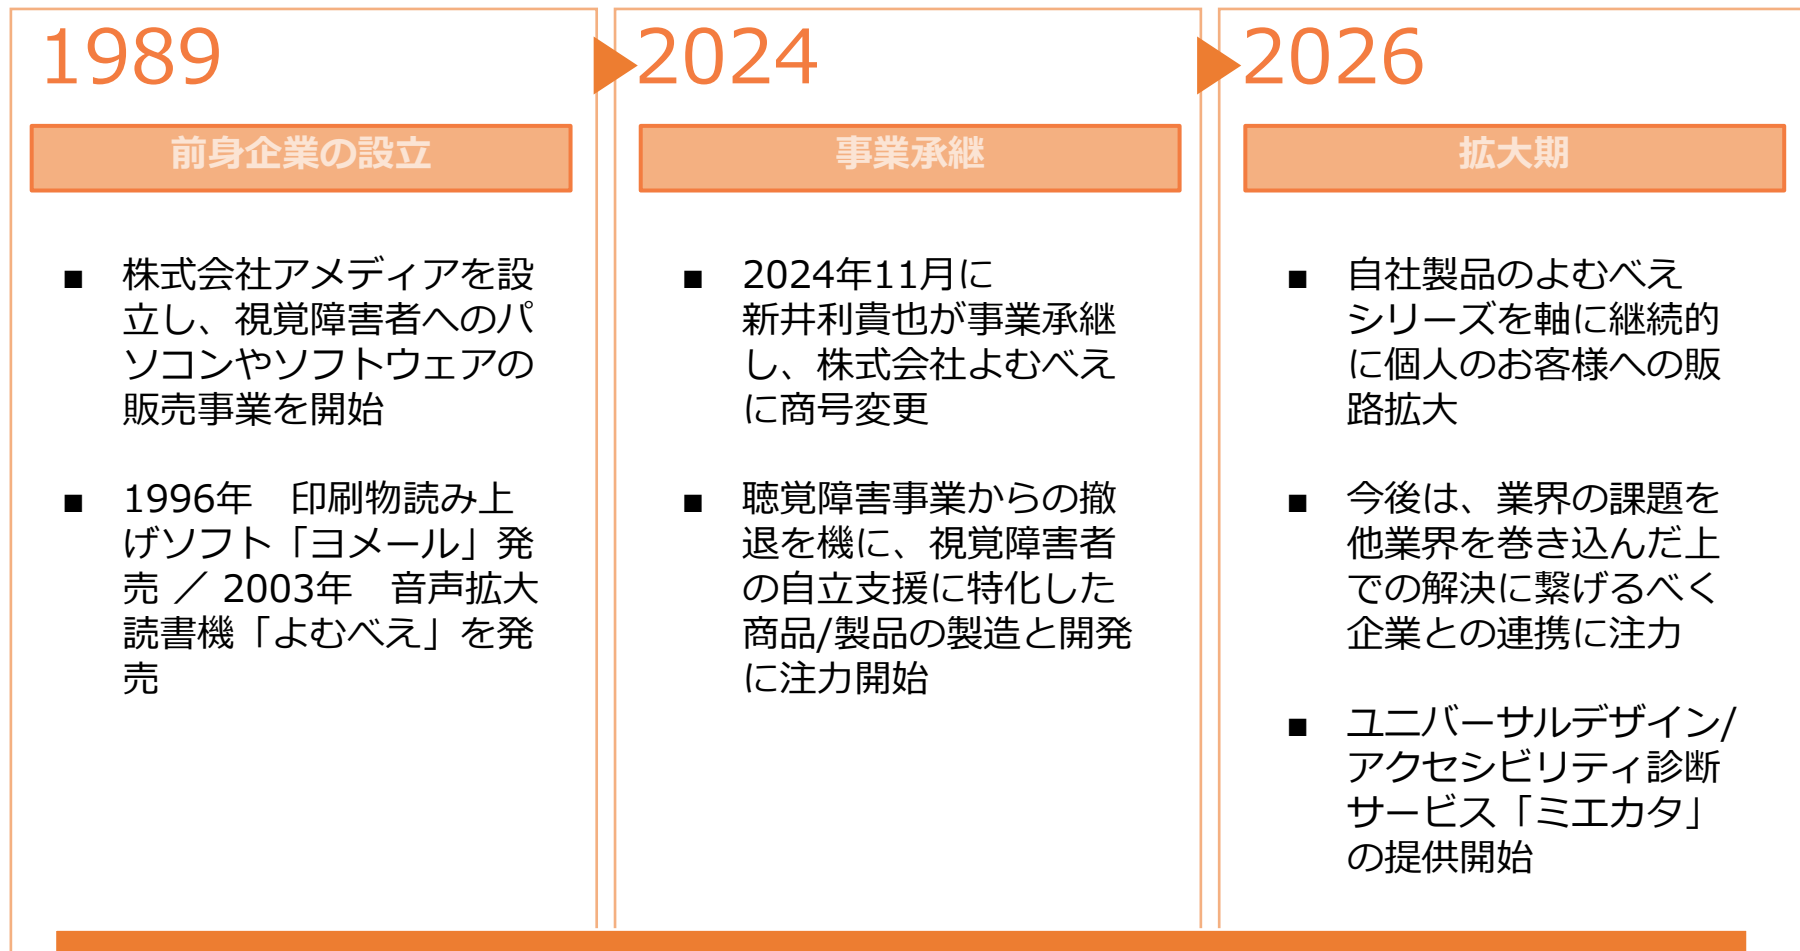 1989
前身企業の設立
■ 株式会社アメディアを設
立し、視覚障害者へのパ
ソコンやソフトウェアの
販売事業を開始
■ 1996年　印刷物読み上
げソフト「ヨメール」発
売 ／ 2003年　音声拡大
読書機「よむべえ」を発
売
2024
事業承継
■ 2024年11月に
新井利貴也が事業承継
し、株式会社よむべえ
に商号変更
■ 聴覚障害事業からの撤
退を機に、視覚障害者
の自立支援に特化した
商品/製品の製造と開発
に注力開始
2026
拡大期
■ 自社製品のよむべえ
シリーズを軸に継続的
に個人のお客様への販
路拡大
■ 今後は、業界の課題を
他業界を巻き込んだ上
での解決に繋げるべく
企業との連携に注力
■ ユニバーサルデザイン/
アクセシビリティ診断
サービス「ミエカタ」
の提供開始